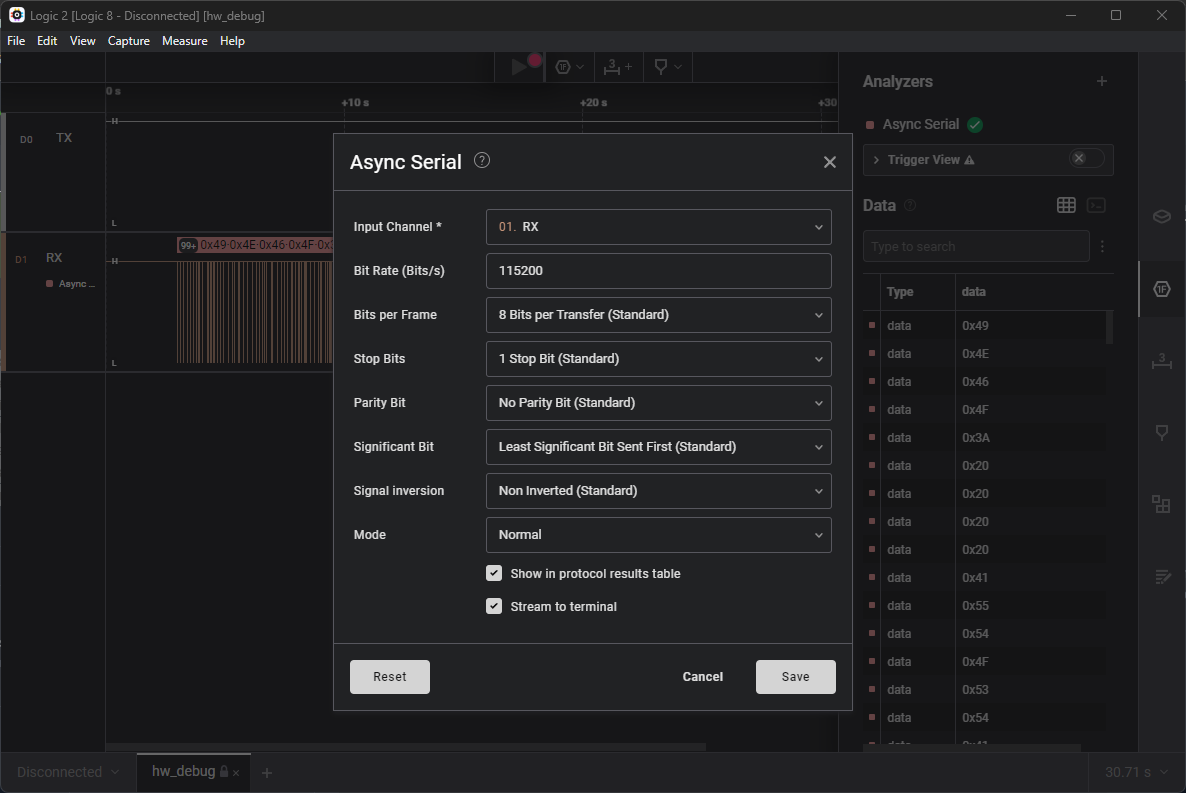 Logic 2 [Logic 8 - Disconnected] [hw_debug]
File Edit View Capture Measure Help
0 s
+10 s
+20 s
+30
D0 TX
H
L
D1 RX
Async ...
99+ 0x49 0x4E 0x46 0x4F 0x3
H
L
Async Serial ?
Input Channel * 01. RX
Bit Rate (Bits/s) 115200
Bits per Frame 8 Bits per Transfer (Standard)
Stop Bits 1 Stop Bit (Standard)
Parity Bit No Parity Bit (Standard)
Significant Bit Least Significant Bit Sent First (Standard)
Signal inversion Non Inverted (Standard)
Mode Normal
Show in protocol results table
Stream to terminal
Reset Cancel Save
Analyzers +
Async Serial
Trigger View
Data ?
Type to search
Type data
data 0x49
data 0x4E
data 0x46
data 0x4F
data 0x3A
data 0x20
data 0x20
data 0x20
data 0x20
data 0x41
data 0x55
data 0x54
data 0x4F
data 0x53
data 0x54
data 0x41
1F
3
Disconnected hw_debug × +
30.71 s